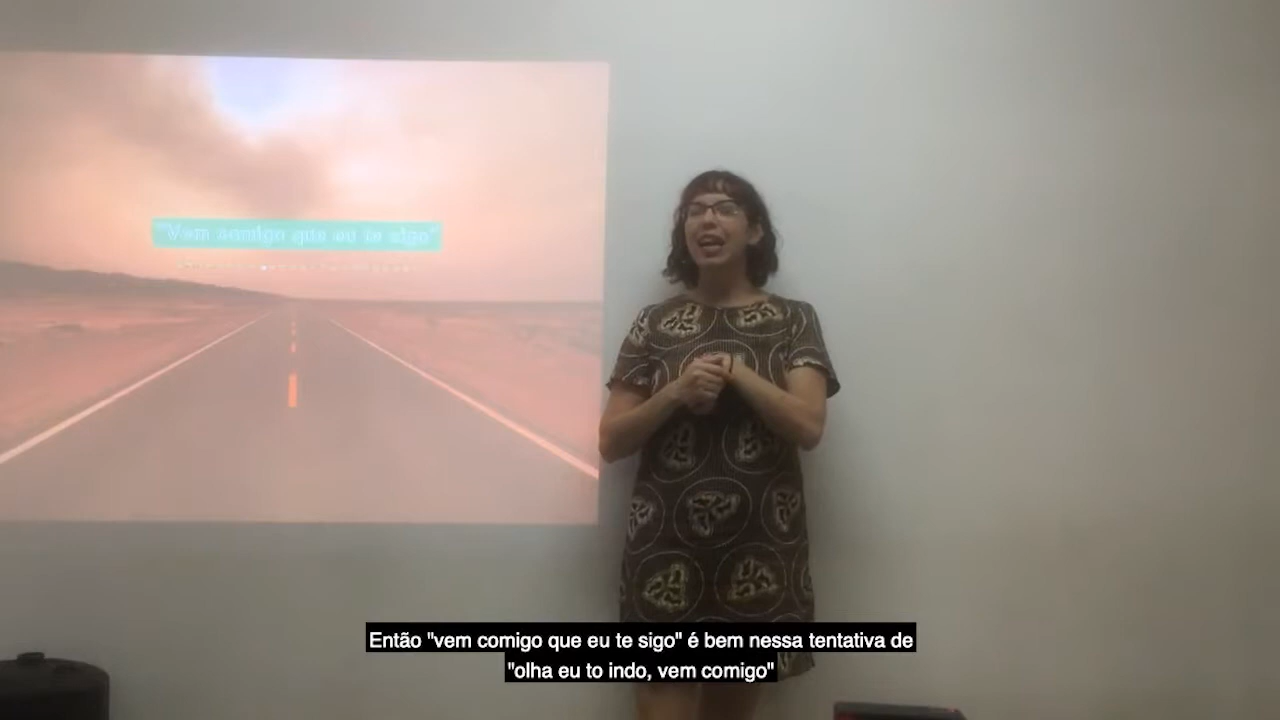 "Vem comigo que eu te sigo"
Então "vem comigo que eu te sigo" é bem nessa tentativa de
"olha eu to indo, vem comigo"